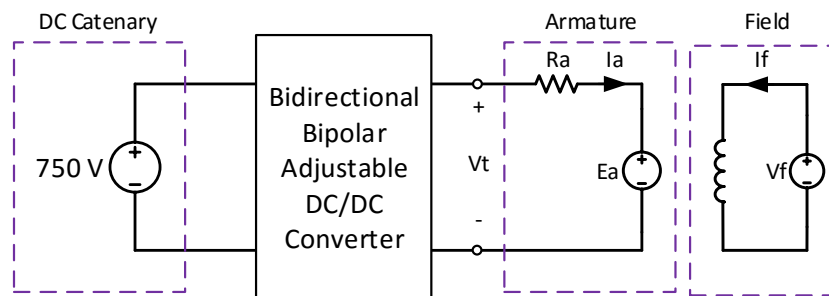 DC Catenary
Armature
Field
Ra
Ia
If
Bidirectional
Bipolar
Adjustable
DC/DC
Converter
+
Vt
-
750 V
+
-
Ea
+
-
Vf
+
-